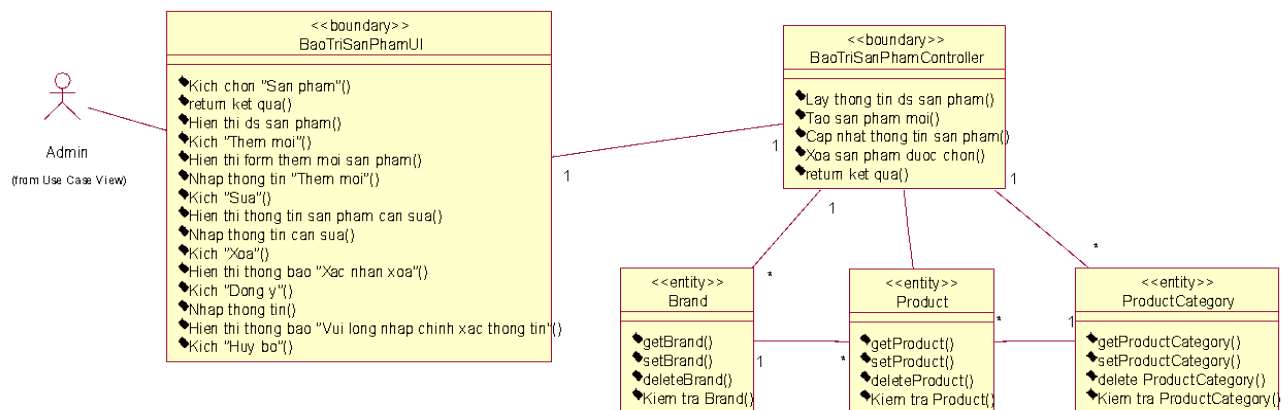 <<boundary>>
BaoTriSanPhamUI
Kich chon "San pham"()
return ket qua()
Hien thi ds san pham()
Kich "Them moi"()
Hien thi form them moi san pham()
Nhap thong tin "Them moi"()
Kich "Sua"()
Hien thi thong tin san pham can sua()
Nhap thong tin can sua()
Kich "Xoa"()
Hien thi thong bao "Xac nhan xoa"()
Kich "Dong y"()
Nhap thong tin()
Hien thi thong bao "Vui long nhap chinh xac thong tin"()
Kich "Huy bo"()
Admin
(from Use Case View)
1
1
<<boundary>>
BaoTriSanPhamController
Lay thong tin ds san pham()
Tao san pham moi()
Cap nhat thong tin san pham()
Xoa san pham duoc chon()
return ket qua()
1
1
*
*
<<entity>>
Brand
getBrand()
setBrand()
deleteBrand()
Kiem tra Brand()
1
*
<<entity>>
Product
getProduct()
setProduct()
deleteProduct()
Kiem tra Product()
*
1
<<entity>>
ProductCategory
getProductCategory()
setProductCategory()
delete ProductCategory()
Kiem tra ProductCategory()